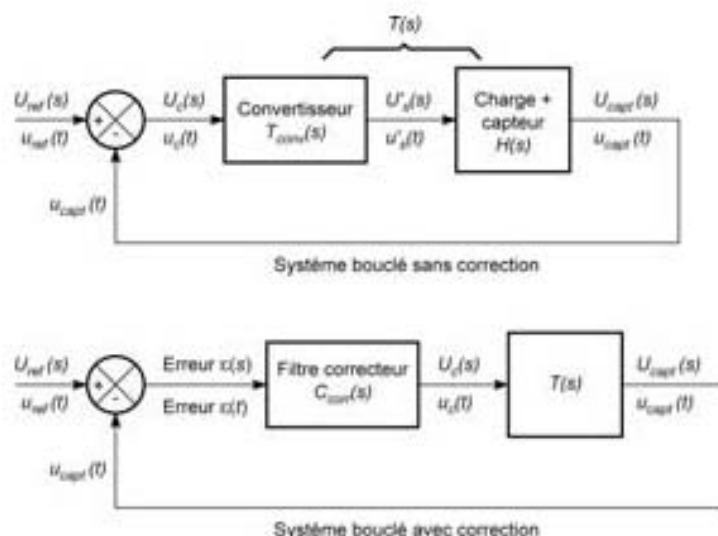 T(s)
U_ref(s) U_c(s) U'_s(s) U_capt(s)
Convertisseur
T_conv(s)
Charge +
capteur
H(s)
+
-
u_ref(t) u_c(t) u'_s(t) u_capt(t)
u_capt(t)
Système bouclé sans correction
U_ref(s) Erreur ε(s) U_c(s) U_capt(s)
Filtre correcteur
C_corr(s)
T(s)
+
-
u_ref(t) Erreur ε(t) u_c(t) u_capt(t)
u_capt(t)
Système bouclé avec correction